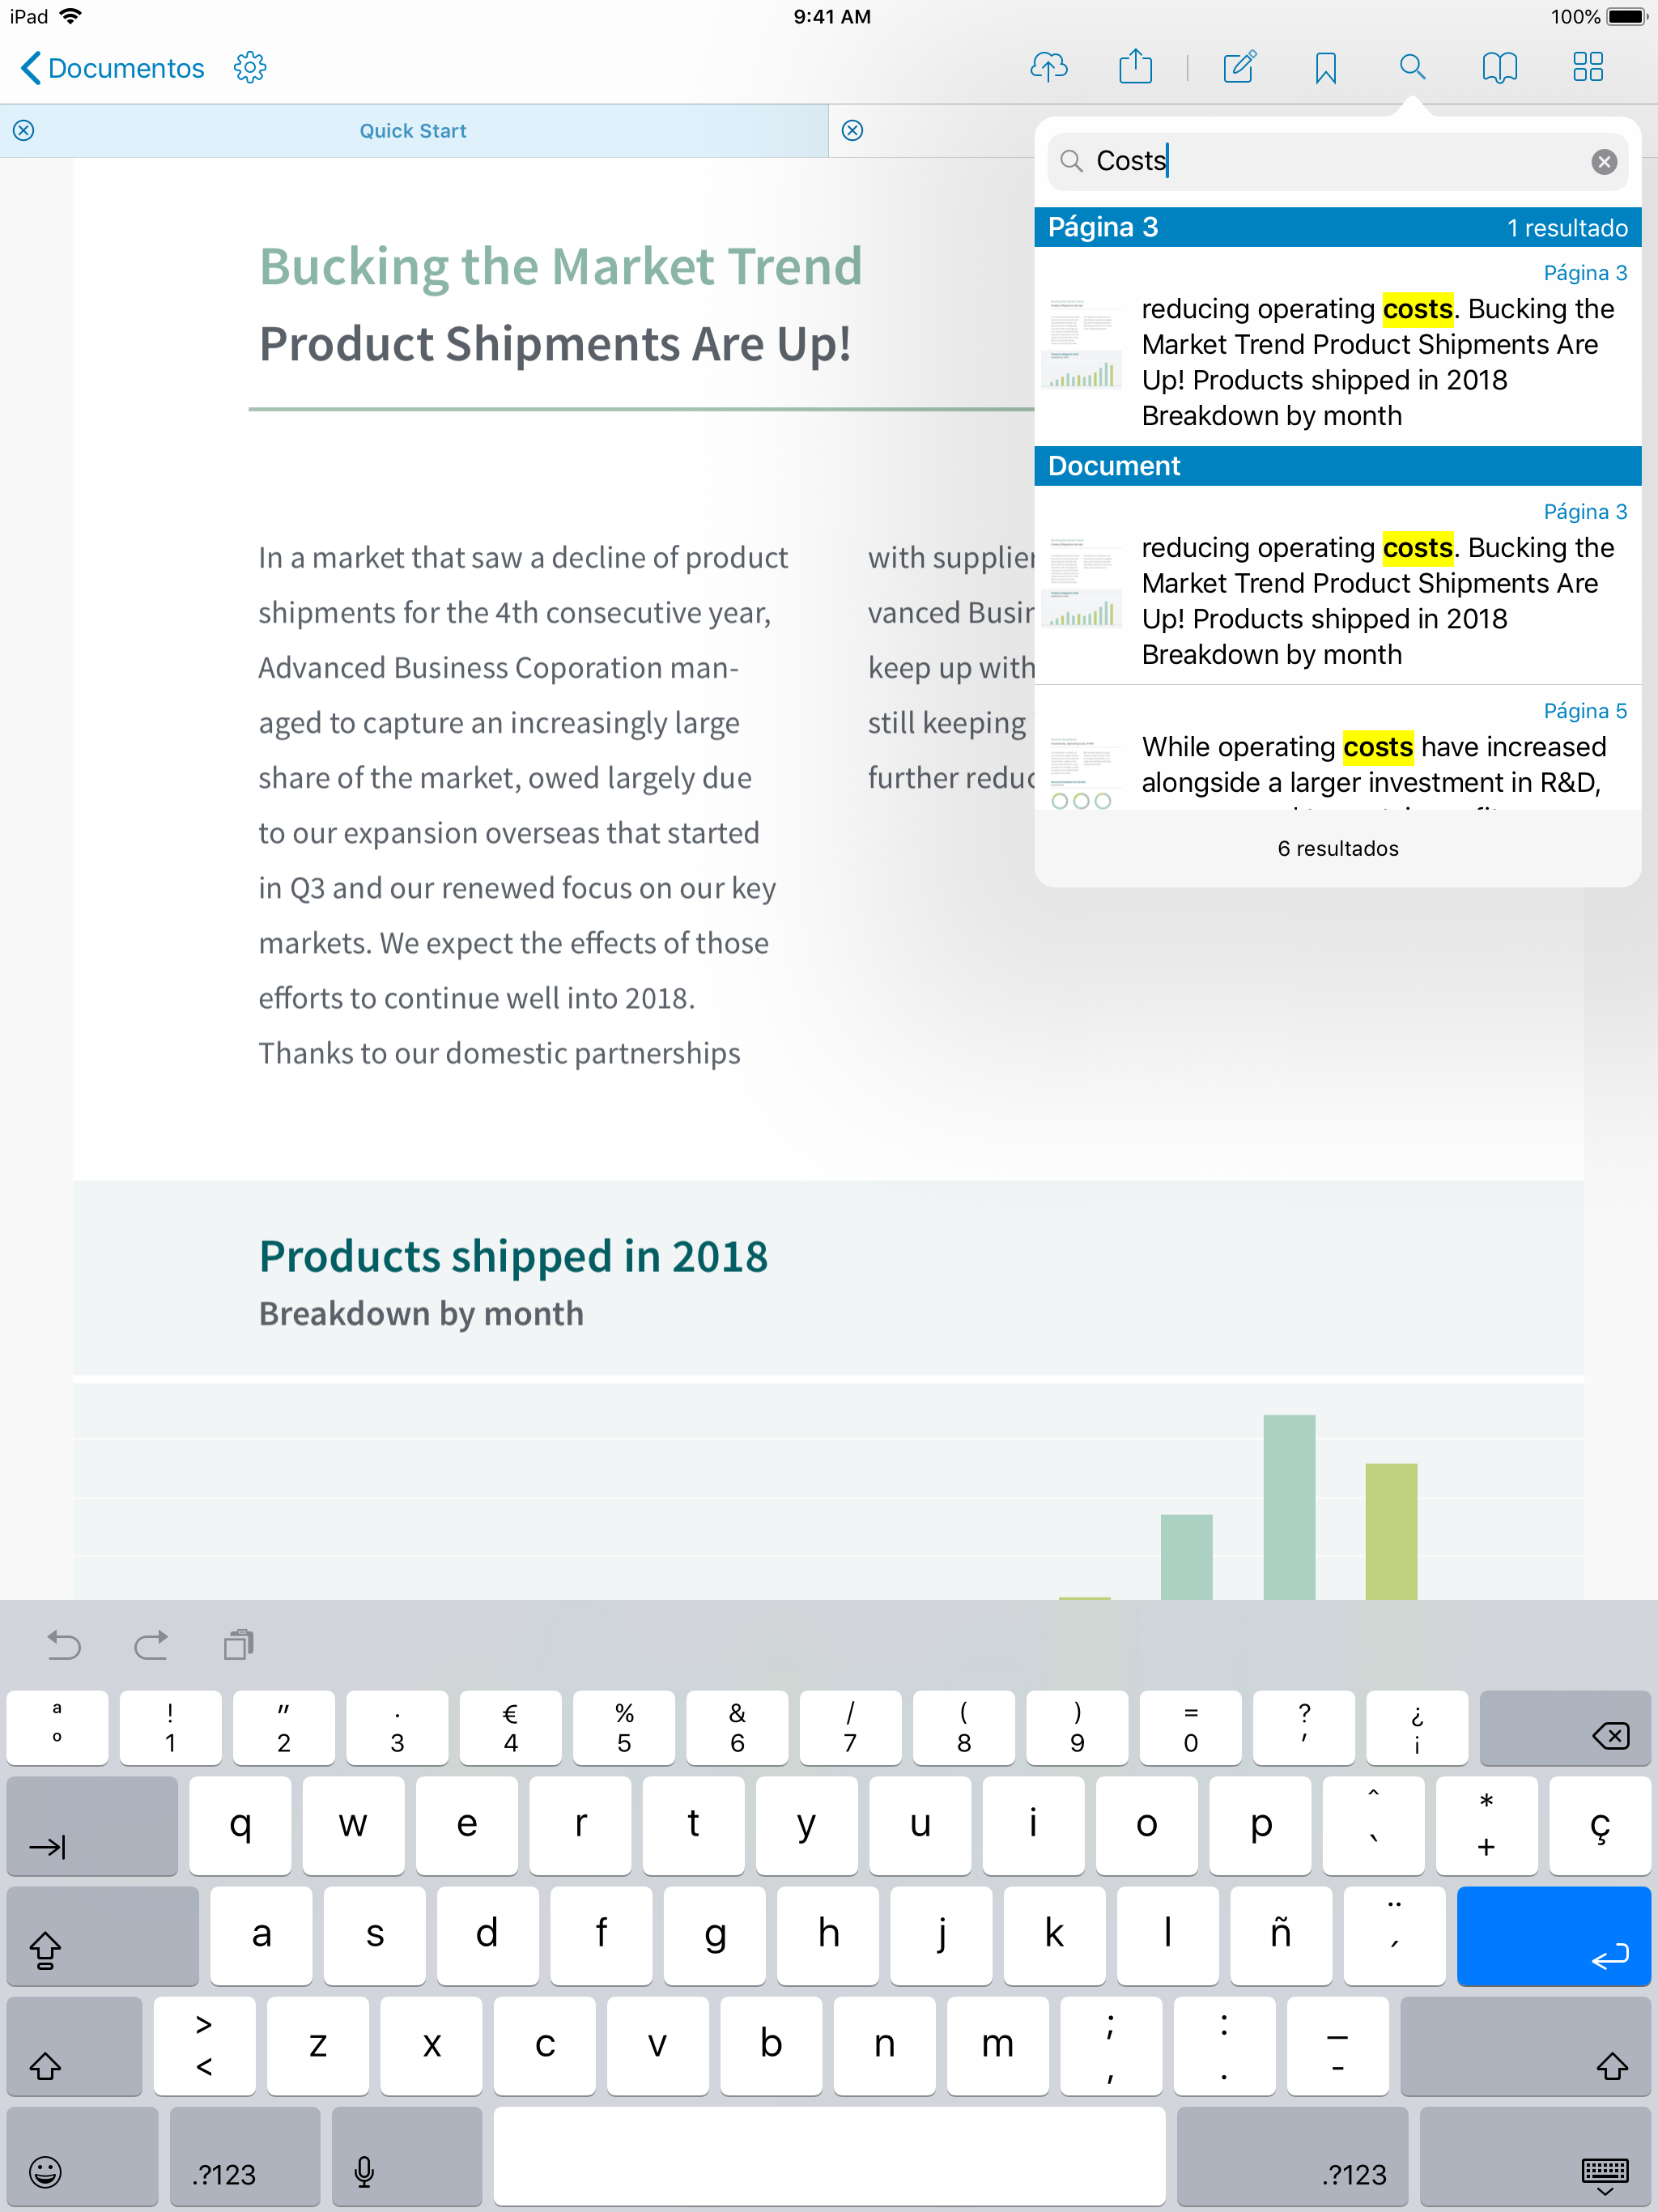 iPad 9:41 AM 100%
Documentos
Quick Start
Costs
Página 3 1 resultado
Página 3
reducing operating costs. Bucking the
Market Trend Product Shipments Are
Up! Products shipped in 2018
Breakdown by month
Document
Página 3
reducing operating costs. Bucking the
Market Trend Product Shipments Are
Up! Products shipped in 2018
Breakdown by month
Página 5
While operating costs have increased
alongside a larger investment in R&D,
6 resultados
Bucking the Market Trend
Product Shipments Are Up!
In a market that saw a decline of product
shipments for the 4th consecutive year,
Advanced Business Coporation man-
aged to capture an increasingly large
share of the market, owed largely due
to our expansion overseas that started
in Q3 and our renewed focus on our key
markets. We expect the effects of those
efforts to continue well into 2018.
Thanks to our domestic partnerships
with supplier
vanced Busin
keep up with
still keeping
further reduc
Products shipped in 2018
Breakdown by month
ª ! " · € % & / ( ) = ? ¿
º 1 2 3 4 5 6 7 8 9 0 ' ¡
q w e r t y u i o p ^ ` * + ç
a s d f g h j k l ñ ¨ ´
> < z x c v b n m ; , : . _ -
.?123 .?123